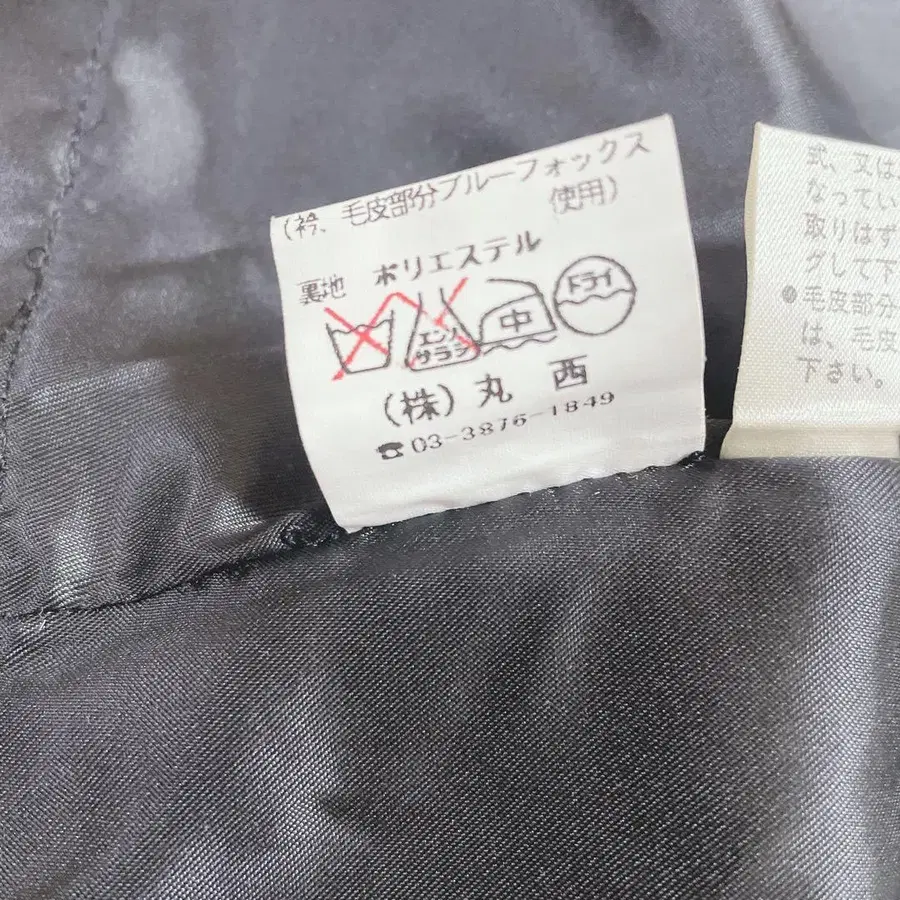 (衿、毛皮部分ブルーフォックス
使用)
裏地 ポリエステル
エンソ
サラシ
中
ドライ
(株) 丸 西
☎03-3876-1849
式、又は
なってい
取りはず
グして下
●毛皮部分
は、毛皮
下さい。